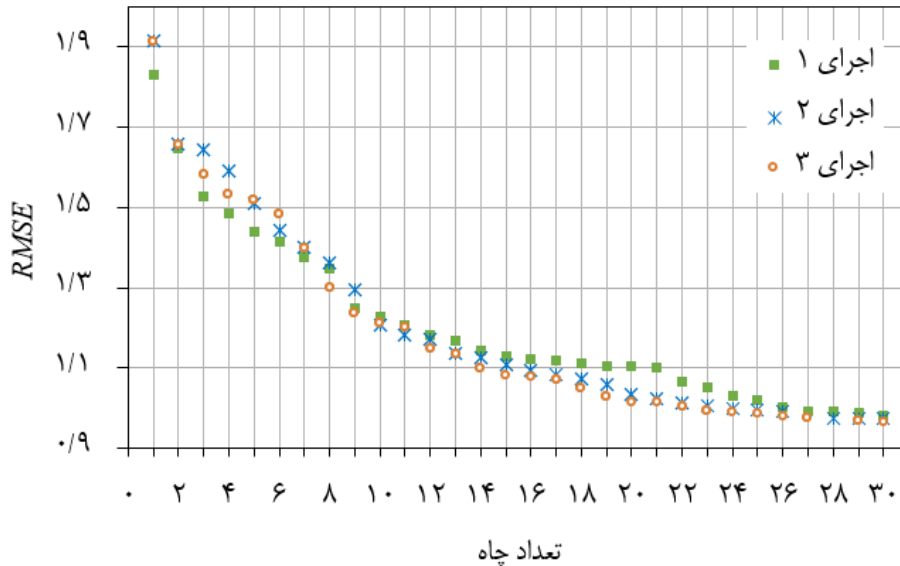 ۱/۹
۱/۷
۱/۵
۱/۳
۱/۱
۰/۹
RMSE
اجرای ۱
اجرای ۲
اجرای ۳
۰ ۲ ۴ ۶ ۸ ۱۰ ۱۲ ۱۴ ۱۶ ۱۸ ۲۰ ۲۲ ۲۴ ۲۶ ۲۸ ۳۰
تعداد چاه